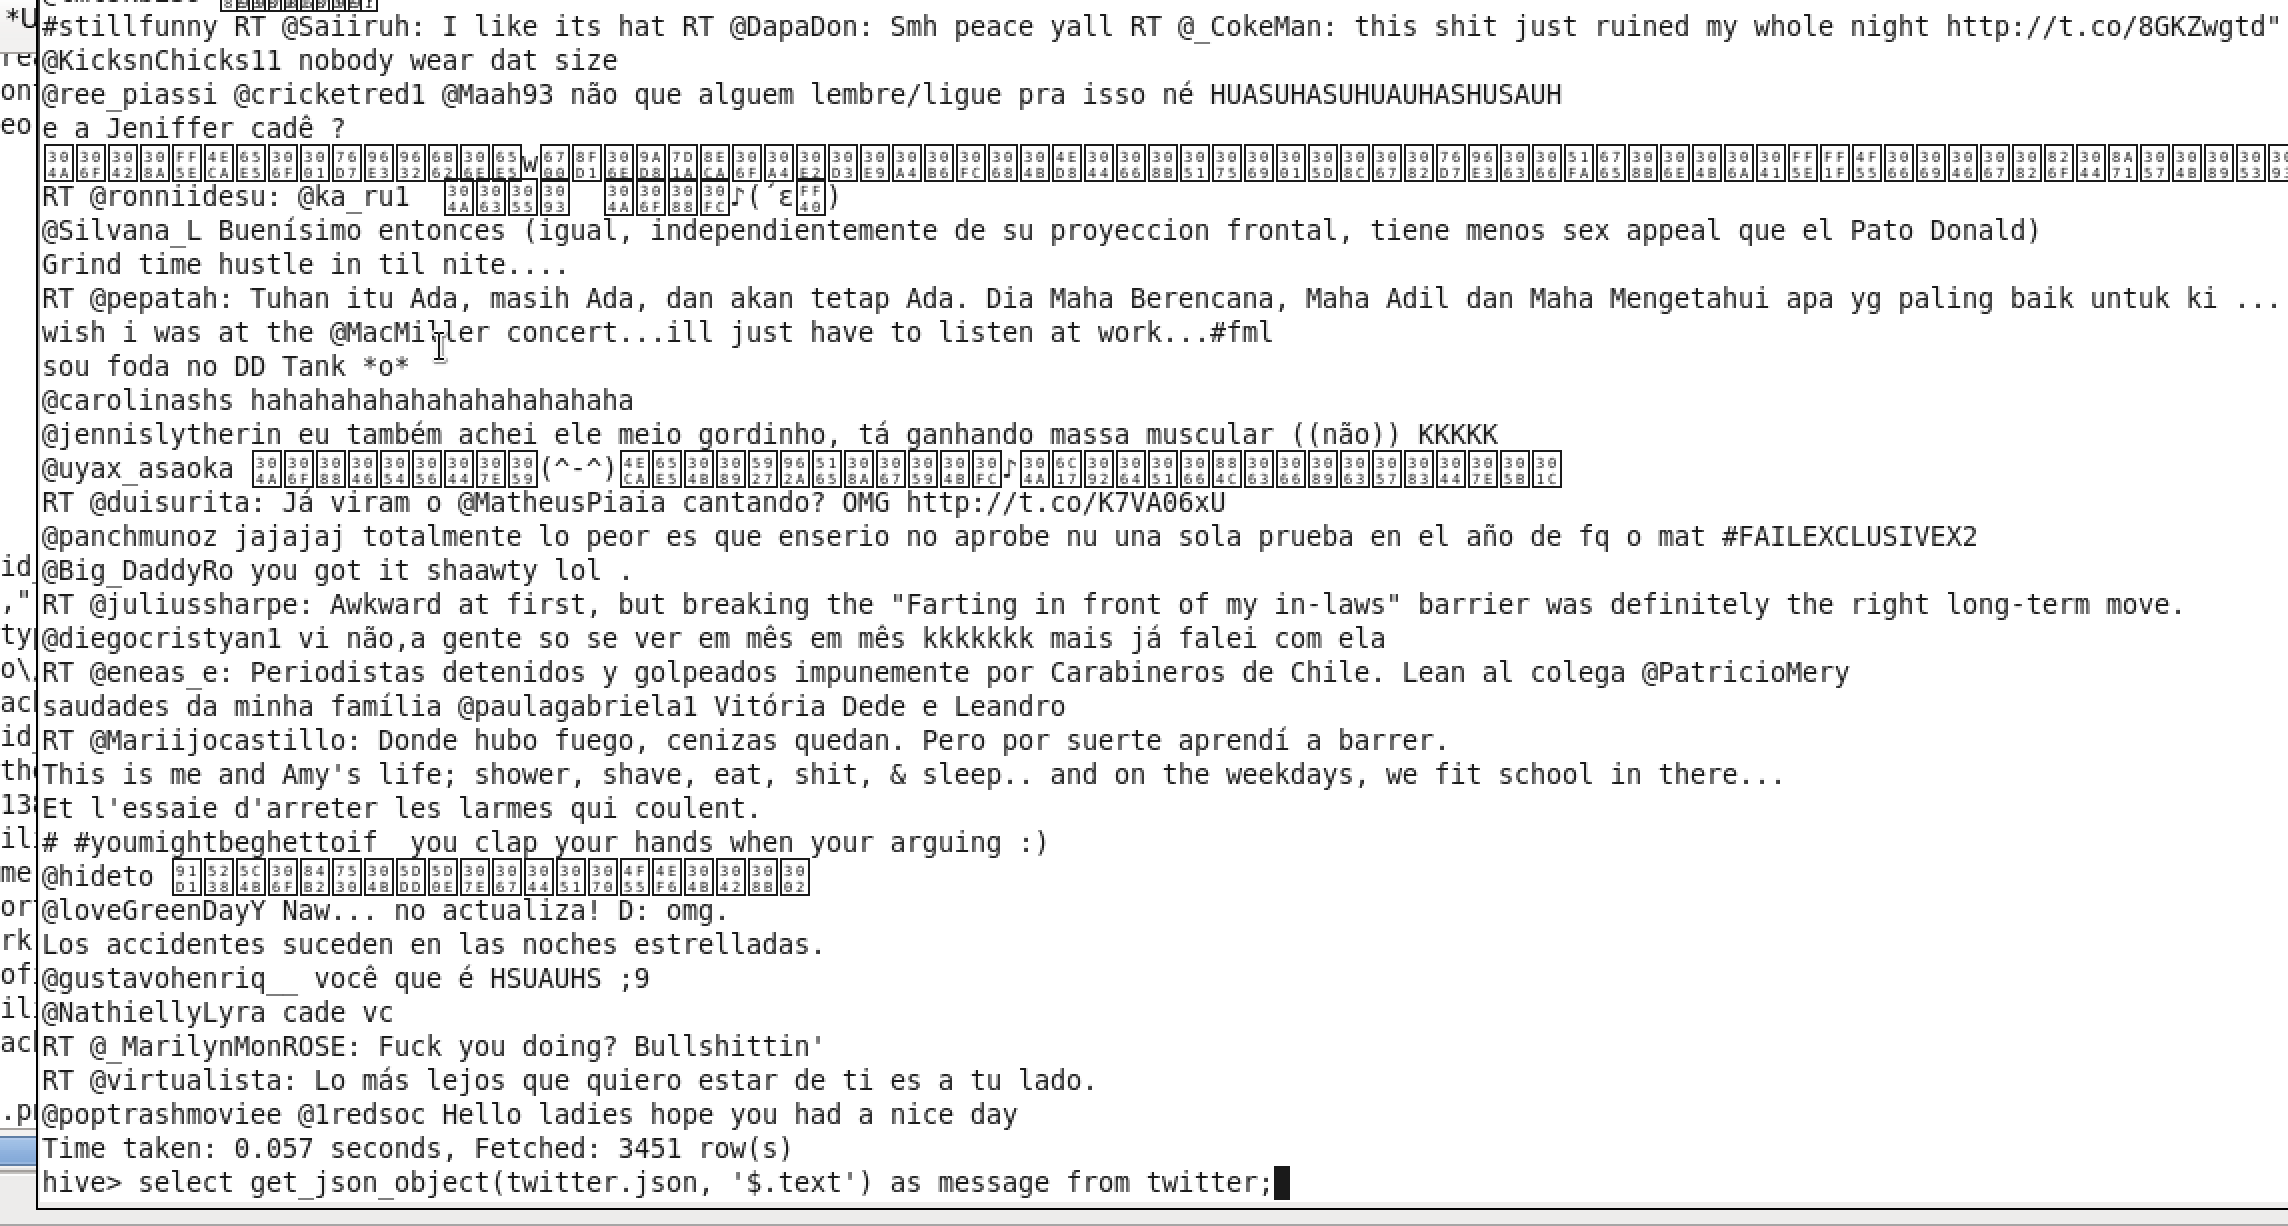 #stillfunny RT @Saiiruh: I like its hat RT @DapaDon: Smh peace yall RT @_CokeMan: this shit just ruined my whole night http://t.co/8GKZwgtd"
@KicksnChicks11 nobody wear dat size
@ree_piassi @cricketred1 @Maah93 não que alguem lembre/ligue pra isso né HUASUHASUHUAUHASHUSAUH
e a Jeniffer cadê ?
w
RT @ronniidesu: @ka_ru1 ♪(´ε)
@Silvana_L Buenísimo entonces (igual, independientemente de su proyeccion frontal, tiene menos sex appeal que el Pato Donald)
Grind time hustle in til nite....
RT @pepatah: Tuhan itu Ada, masih Ada, dan akan tetap Ada. Dia Maha Berencana, Maha Adil dan Maha Mengetahui apa yg paling baik untuk ki ...
wish i was at the @MacMiller concert...ill just have to listen at work...#fml
sou foda no DD Tank *o*
@carolinashs hahahahahahahahahahahaha
@jennislytherin eu também achei ele meio gordinho, tá ganhando massa muscular ((não)) KKKKK
@uyax_asaoka (^-^) ♪
RT @duisurita: Já viram o @MatheusPiaia cantando? OMG http://t.co/K7VA06xU
@panchmunoz jajajaj totalmente lo peor es que enserio no aprobe nu una sola prueba en el año de fq o mat #FAILEXCLUSIVEX2
@Big_DaddyRo you got it shaawty lol .
RT @juliussharpe: Awkward at first, but breaking the "Farting in front of my in-laws" barrier was definitely the right long-term move.
@diegocristyan1 vi não,a gente so se ver em mês em mês kkkkkkk mais já falei com ela
RT @eneas_e: Periodistas detenidos y golpeados impunemente por Carabineros de Chile. Lean al colega @PatricioMery
saudades da minha família @paulagabriela1 Vitória Dede e Leandro
RT @Mariijocastillo: Donde hubo fuego, cenizas quedan. Pero por suerte aprendí a barrer.
This is me and Amy's life; shower, shave, eat, shit, & sleep.. and on the weekdays, we fit school in there...
Et l'essaie d'arreter les larmes qui coulent.
# #youmightbeghettoif  you clap your hands when your arguing :)
@hideto
@loveGreenDayY Naw... no actualiza! D: omg.
Los accidentes suceden en las noches estrelladas.
@gustavohenriq__ você que é HSUAUHS ;9
@NathiellyLyra cade vc
RT @_MarilynMonROSE: Fuck you doing? Bullshittin'
RT @virtualista: Lo más lejos que quiero estar de ti es a tu lado.
@poptrashmoviee @1redsoc Hello ladies hope you had a nice day
Time taken: 0.057 seconds, Fetched: 3451 row(s)
hive> select get_json_object(twitter.json, '$.text') as message from twitter;